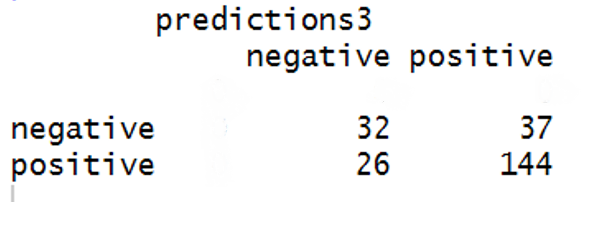 predictions3
negative positive
negative 32 37
positive 26 144